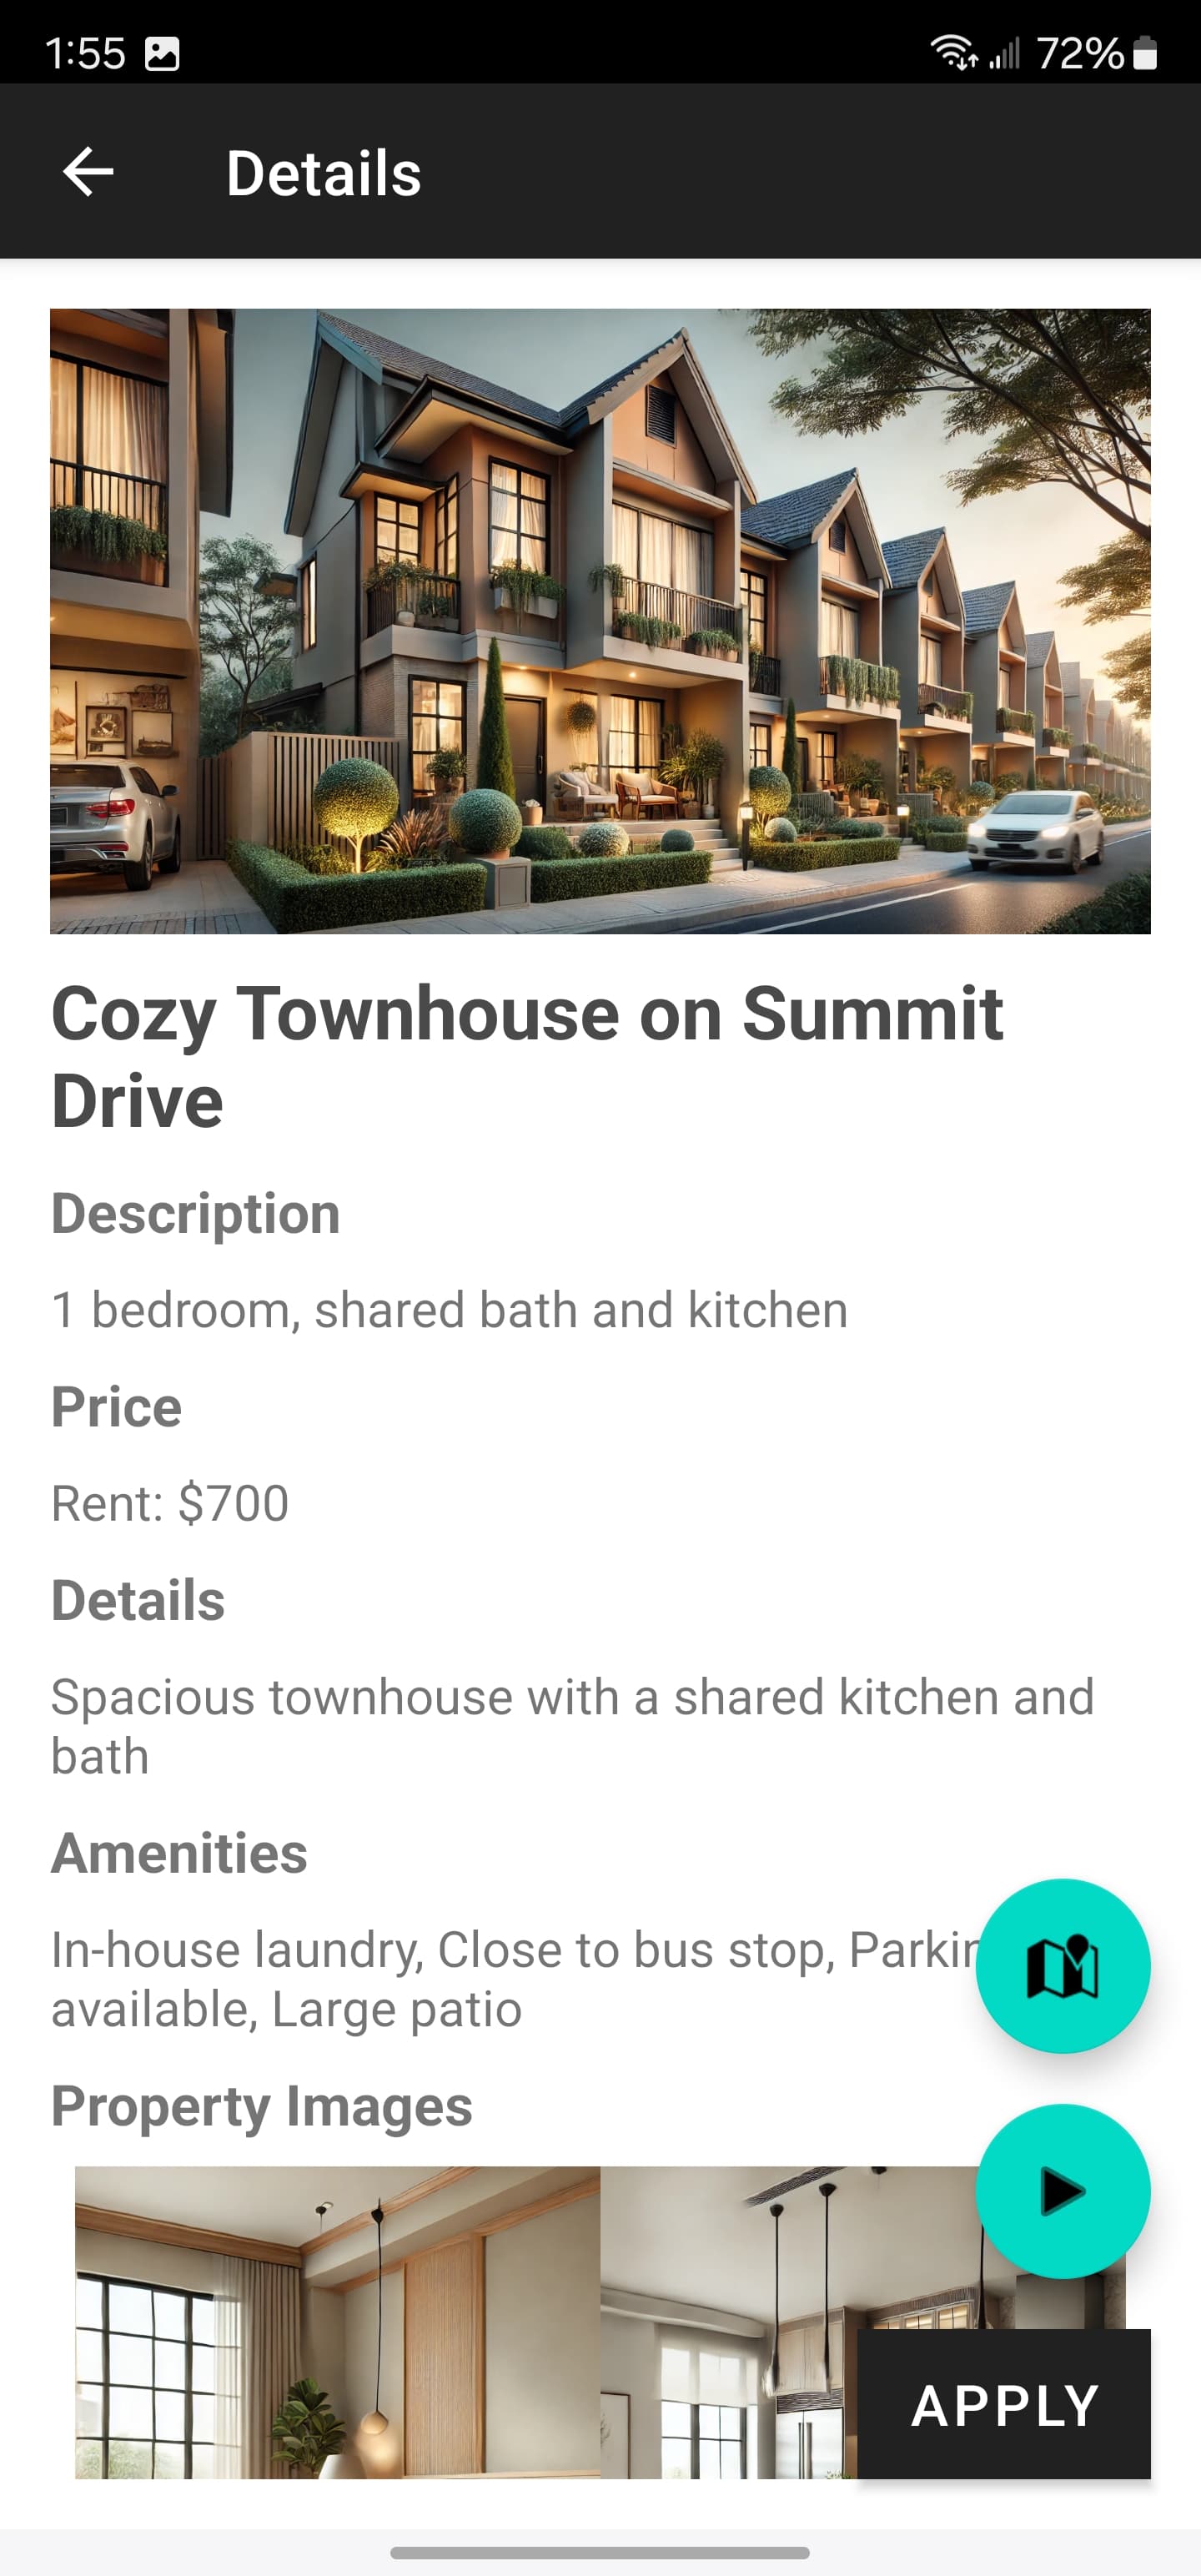 1:55
72%
Details
Cozy Townhouse on Summit
Drive
Description
1 bedroom, shared bath and kitchen
Price
Rent: $700
Details
Spacious townhouse with a shared kitchen and
bath
Amenities
In-house laundry, Close to bus stop,
available, Large patio
Property Images
APPLY